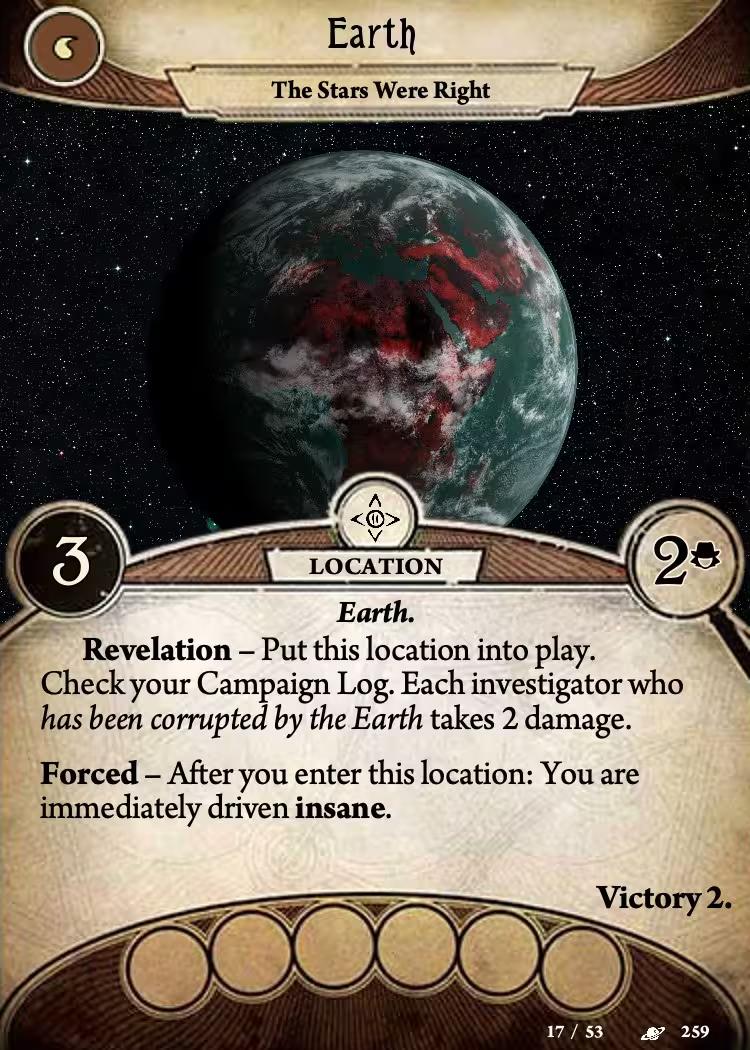 Earth
The Stars Were Right
3
LOCATION
2
Earth.
Revelation – Put this location into play.
Check your Campaign Log. Each investigator who
has been corrupted by the Earth takes 2 damage.
Forced – After you enter this location: You are
immediately driven insane.
Victory 2.
17 / 53 259